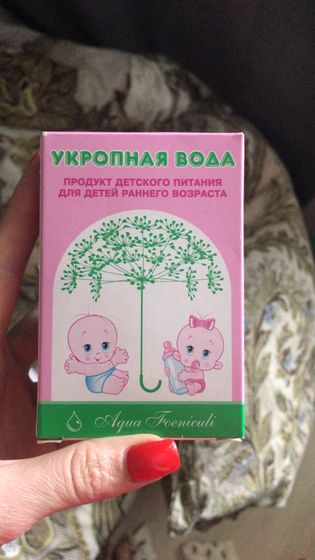 УКРОПНАЯ ВОДА
ПРОДУКТ ДЕТСКОГО ПИТАНИЯ
ДЛЯ ДЕТЕЙ РАННЕГО ВОЗРАСТА
Aqua Foeniculi